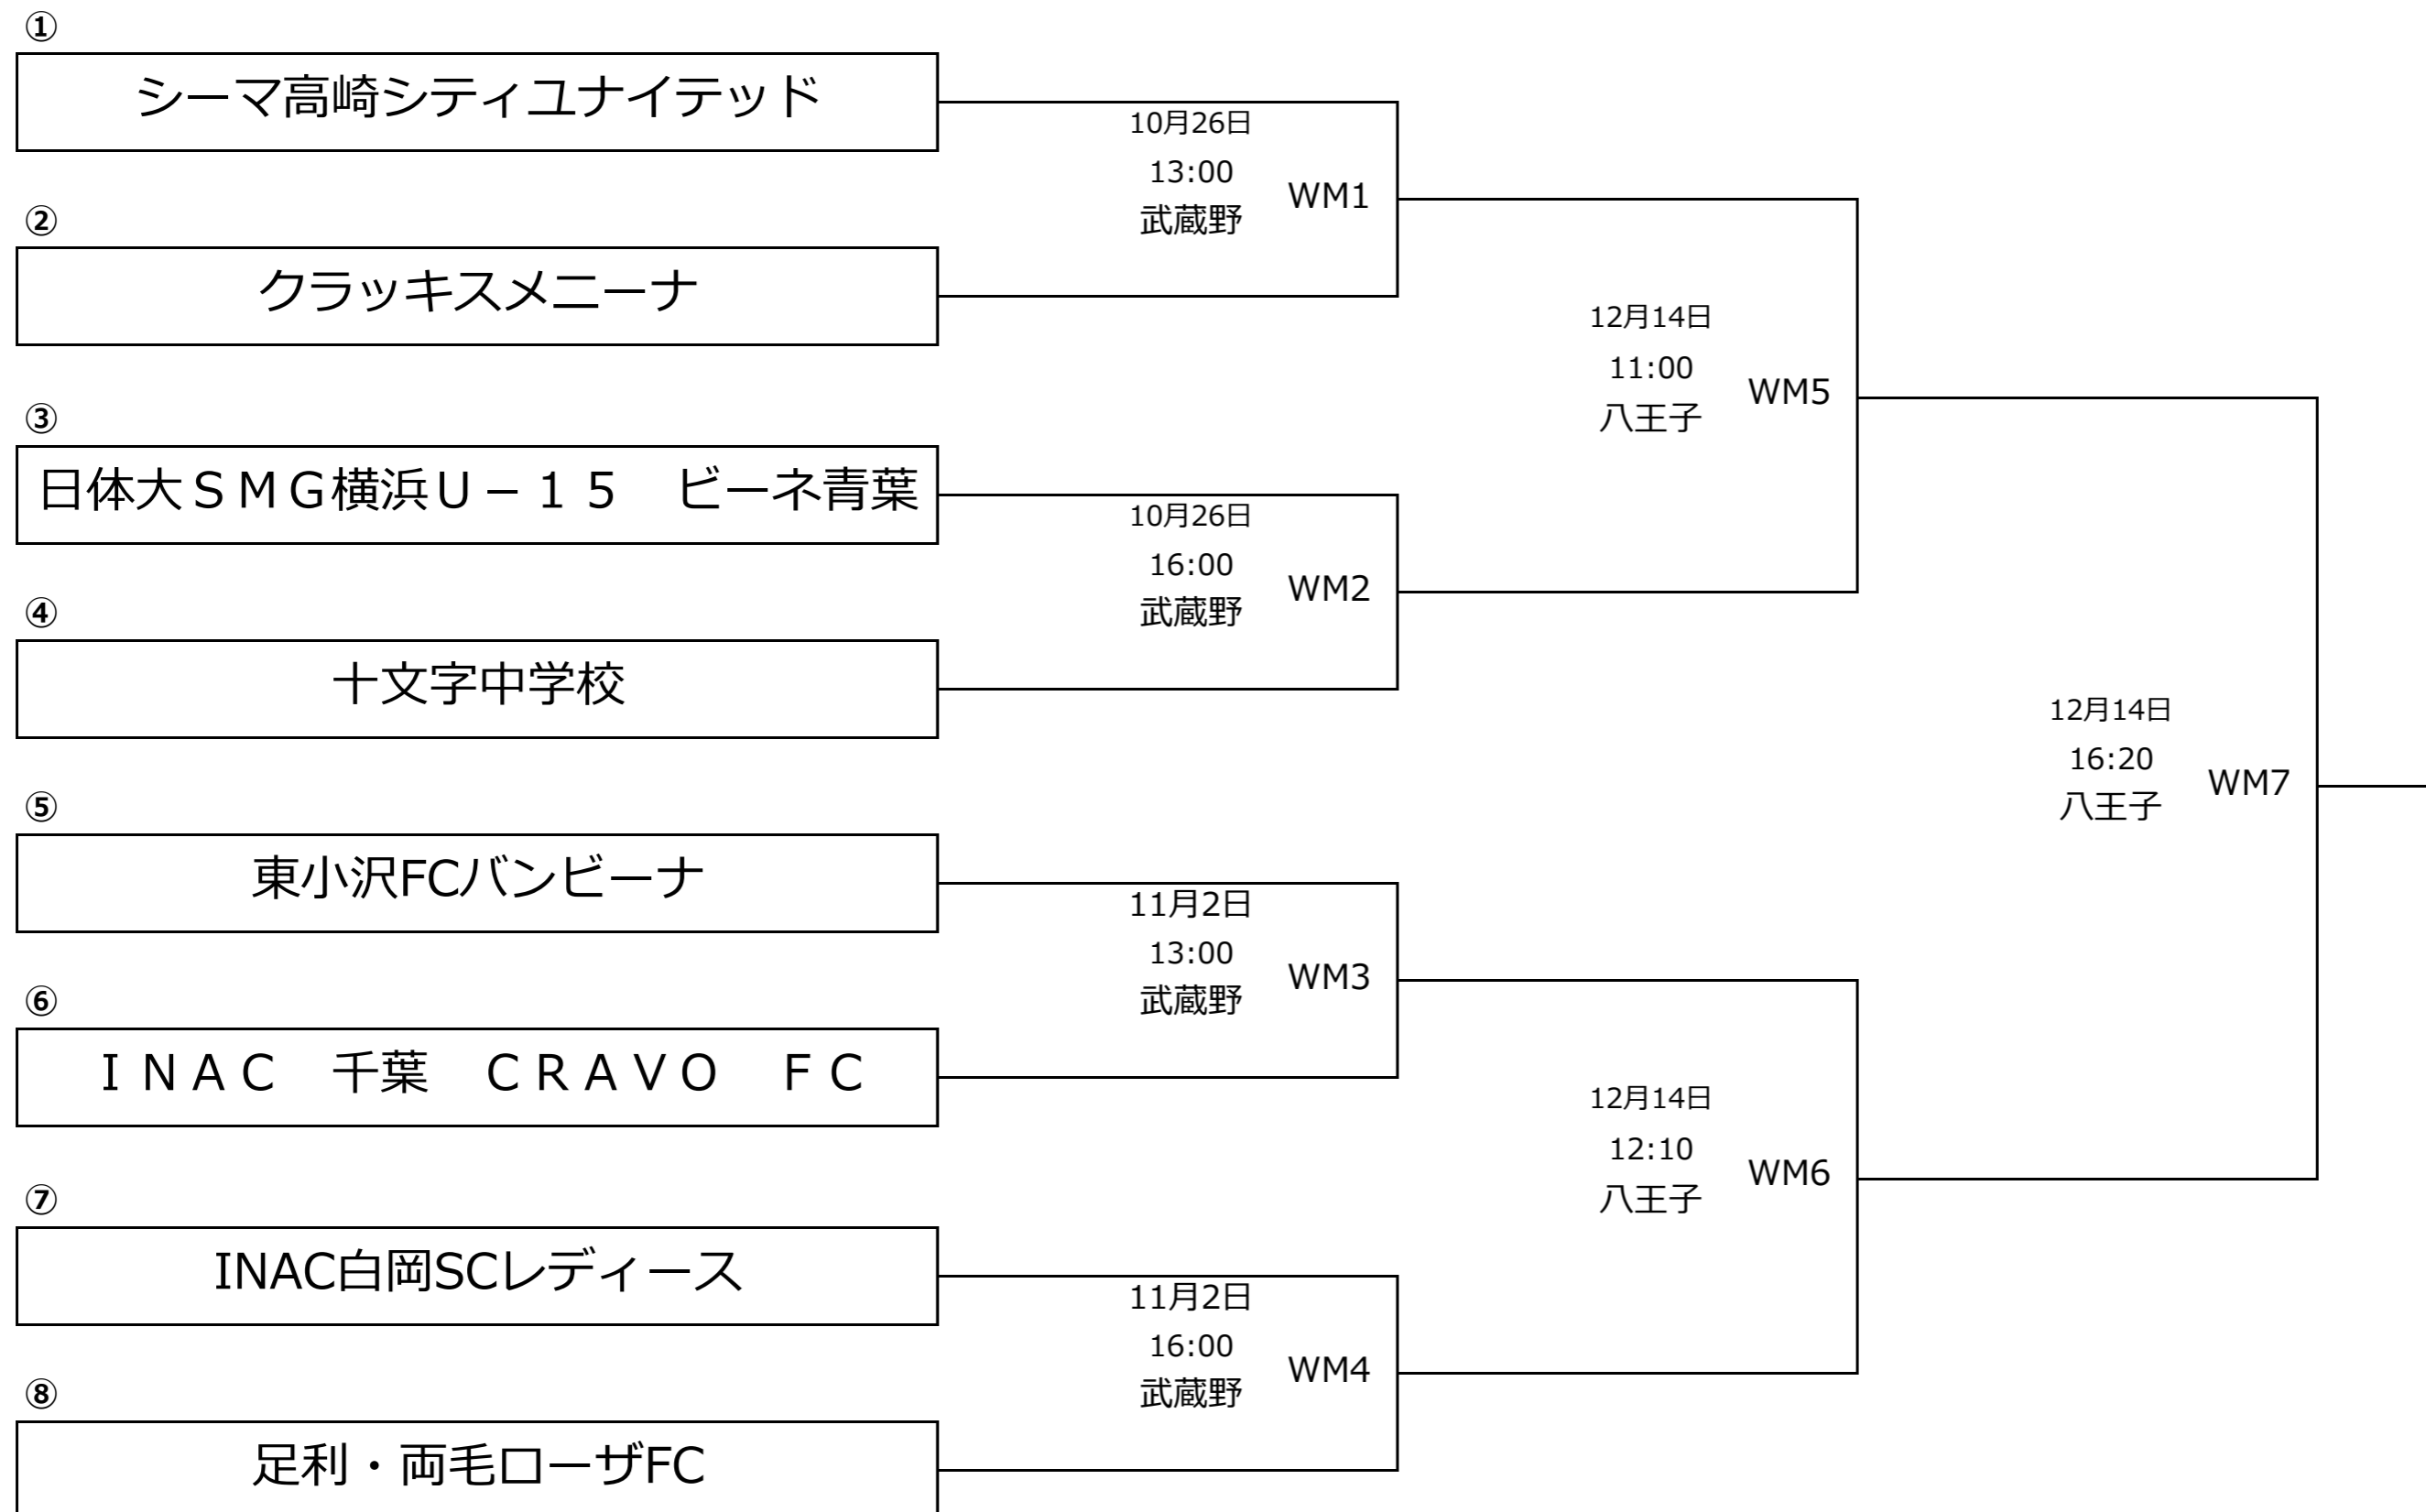 ①
シーマ高崎シティユナイテッド
10月26日
13:00
武蔵野
WM1
②
クラッキスメニーナ
12月14日
11:00
八王子
WM5
③
日体大ＳＭＧ横浜Ｕ－１５　ビーネ青葉
10月26日
16:00
武蔵野
WM2
④
十文字中学校
12月14日
16:20
八王子
WM7
⑤
東小沢FCバンビーナ
11月2日
13:00
武蔵野
WM3
⑥
ＩＮＡＣ　千葉　ＣＲＡＶＯ　ＦＣ
12月14日
12:10
八王子
WM6
⑦
INAC白岡SCレディース
11月2日
16:00
武蔵野
WM4
⑧
足利・両毛ローザFC